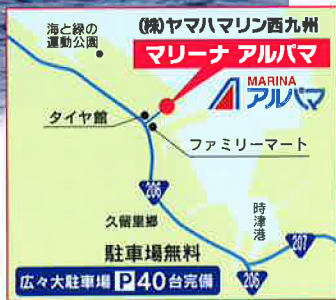 (株)ヤマハマリン西九州
海と緑の
運動公園
マリーナ アルパマ
MARINA
アルパマ
タイヤ館
ファミリーマート
206
久留里郷
時津港
207
駐車場無料
206
広々大駐車場 P 40台完備